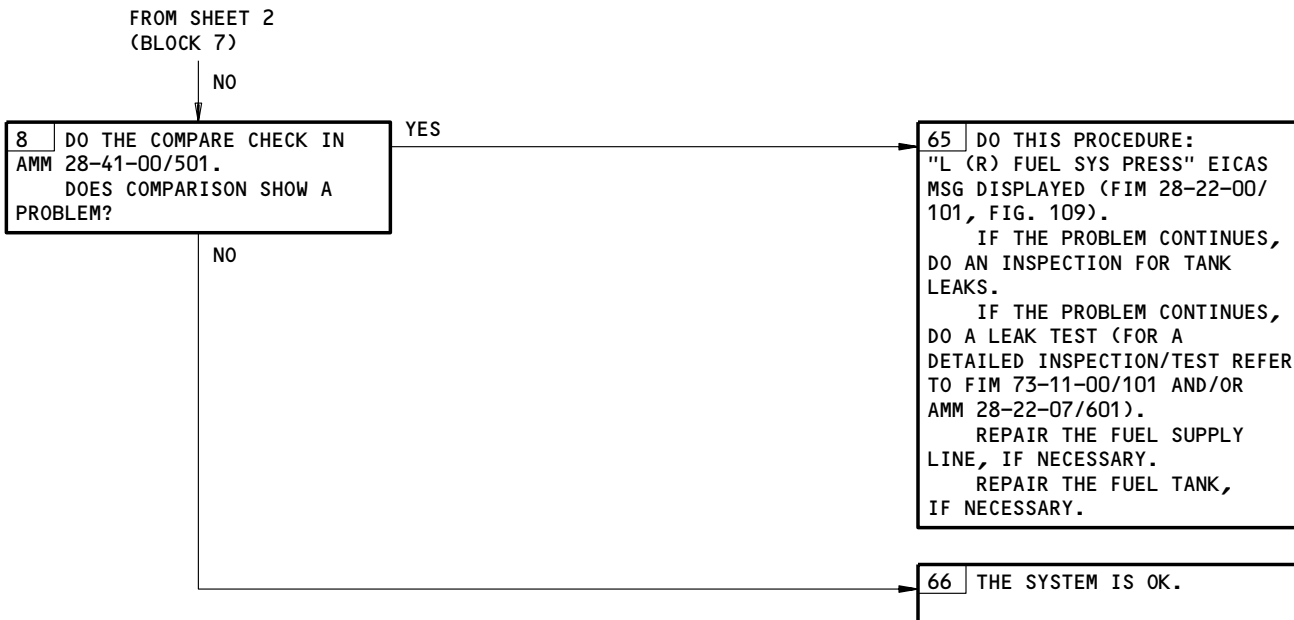 FROM SHEET 2
(BLOCK 7)
NO
8 DO THE COMPARE CHECK IN
AMM 28-41-00/501.
DOES COMPARISON SHOW A
PROBLEM?
YES
NO
65 DO THIS PROCEDURE:
"L (R) FUEL SYS PRESS" EICAS
MSG DISPLAYED (FIM 28-22-00/
101, FIG. 109).
IF THE PROBLEM CONTINUES,
DO AN INSPECTION FOR TANK
LEAKS.
IF THE PROBLEM CONTINUES,
DO A LEAK TEST (FOR A
DETAILED INSPECTION/TEST REFER
TO FIM 73-11-00/101 AND/OR
AMM 28-22-07/601).
REPAIR THE FUEL SUPPLY
LINE, IF NECESSARY.
REPAIR THE FUEL TANK,
IF NECESSARY.
66 THE SYSTEM IS OK.